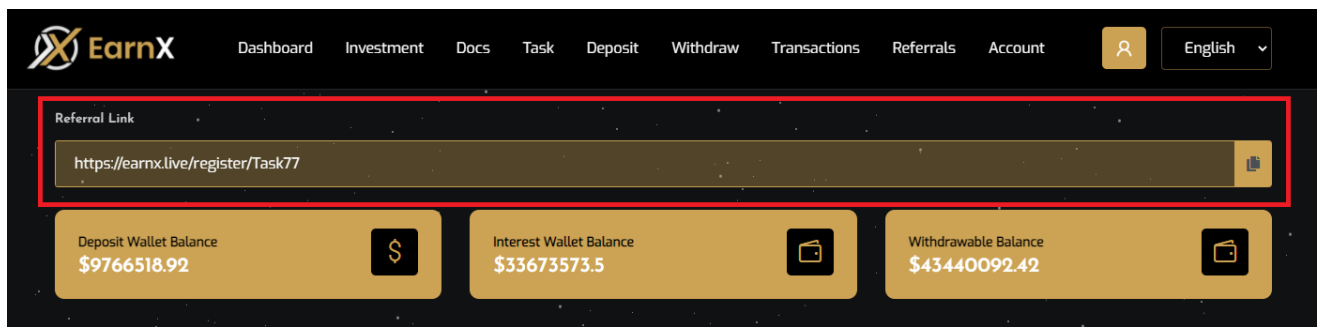 EarnX Dashboard Investment Docs Task Deposit Withdraw Transactions Referrals Account English
Referral Link
https://earnx.live/register/Task77
Deposit Wallet Balance
$9766518.92
Interest Wallet Balance
$33673573.5
Withdrawable Balance
$43440092.42